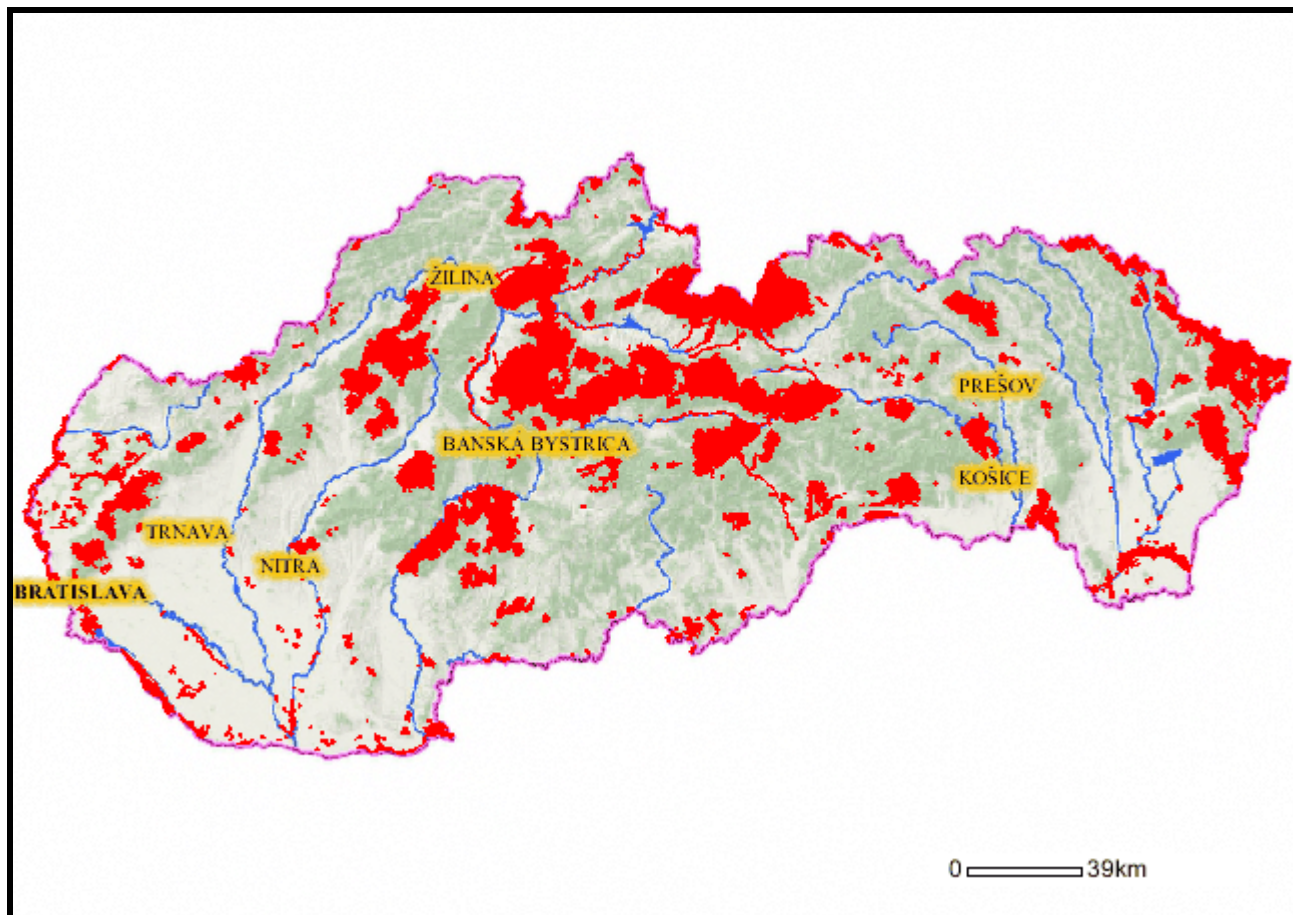 ŽILINA
PREŠOV
BANSKÁ BYSTRICA
KOŠICE
TRNAVA
NITRA
BRATISLAVA
0 39km